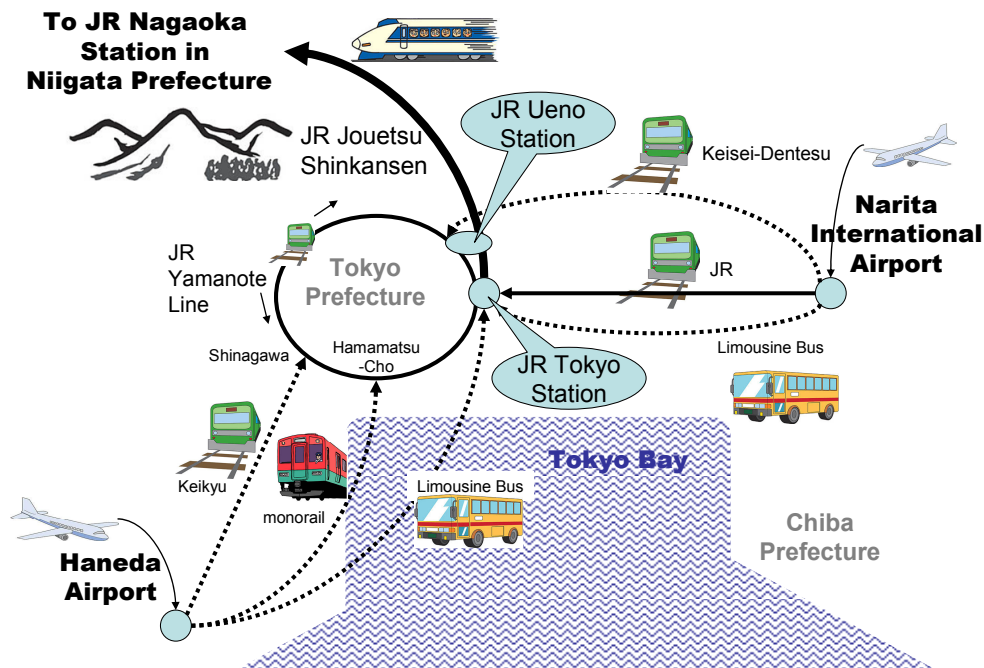 To JR Nagaoka
Station in
Niigata Prefecture
JR Ueno
Station
JR Jouetsu
Shinkansen
Keisei-Dentesu
Narita
International
Airport
JR
Yamanote
Line
Tokyo
Prefecture
JR
Shinagawa
Hamamatsu
-Cho
JR Tokyo
Station
Limousine Bus
Keikyu
monorail
Tokyo Bay
Limousine Bus
Chiba
Prefecture
Haneda
Airport